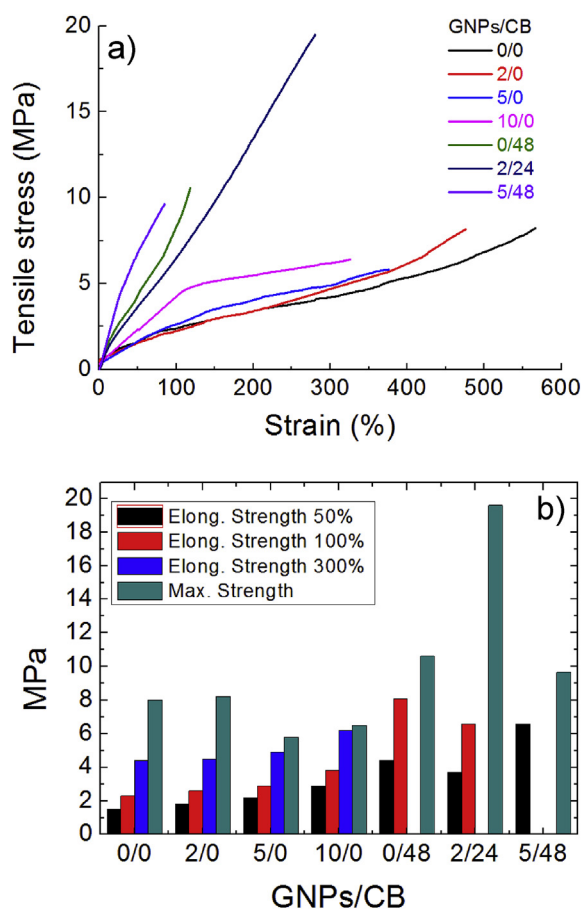 a)
GNPs/CB
0/0
2/0
5/0
10/0
0/48
2/24
5/48
Tensile stress (MPa)
20
15
10
5
0
0 100 200 300 400 500 600
Strain (%)
b)
Elong. Strength 50%
Elong. Strength 100%
Elong. Strength 300%
Max. Strength
MPa
20
18
16
14
12
10
8
6
4
2
0
0/0 2/0 5/0 10/0 0/48 2/24 5/48
GNPs/CB